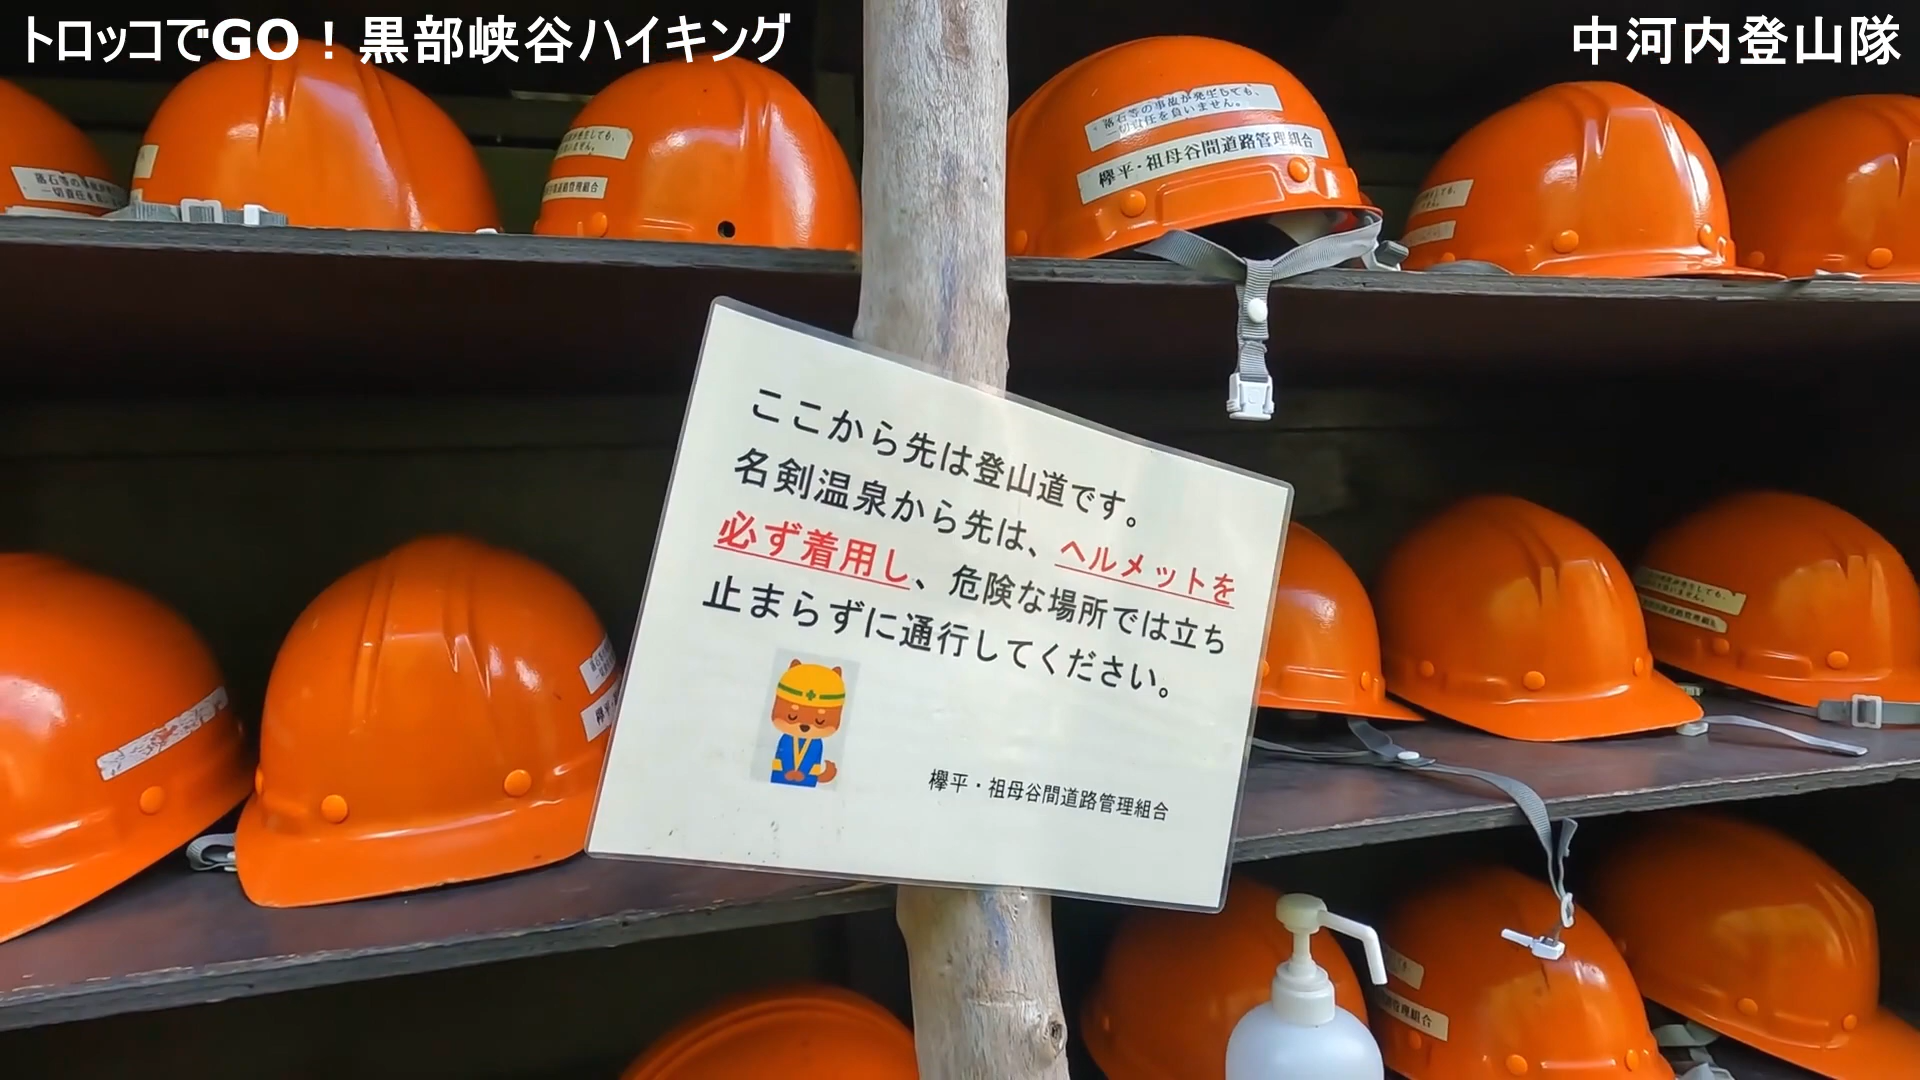 トロッコでGO！黒部峡谷ハイキング
中河内登山隊
落石等の事故が発生しても、
一切責任を負いません。
欅平・祖母谷間道路管理組合
ここから先は登山道です。
名剣温泉から先は、ヘルメットを
必ず着用し、危険な場所では立ち
止まらずに通行してください。
欅平・祖母谷間道路管理組合